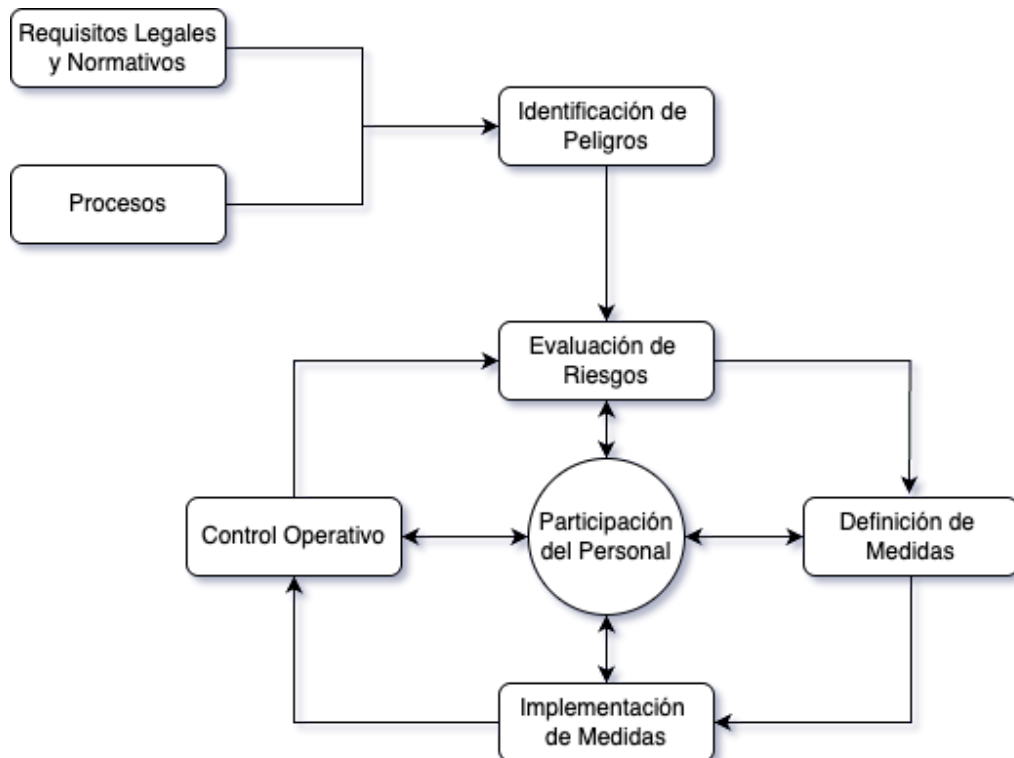 Requisitos Legales
y Normativos
Identificación de
Peligros
Procesos
Evaluación de
Riesgos
Control Operativo
Participación
del Personal
Definición de
Medidas
Implementación
de Medidas